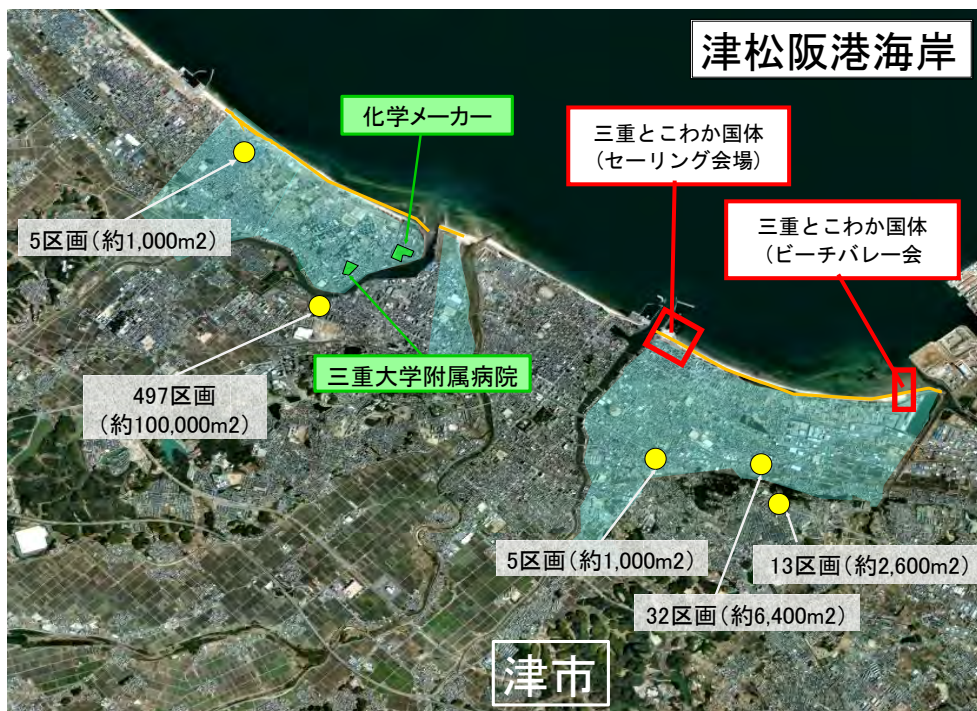 津松阪港海岸
化学メーカー
三重とこわか国体
(セーリング会場)
三重とこわか国体
(ビーチバレー会
5区画(約1,000m2)
三重大学附属病院
497区画
(約100,000m2)
5区画(約1,000m2)
13区画(約2,600m2)
32区画(約6,400m2)
津市